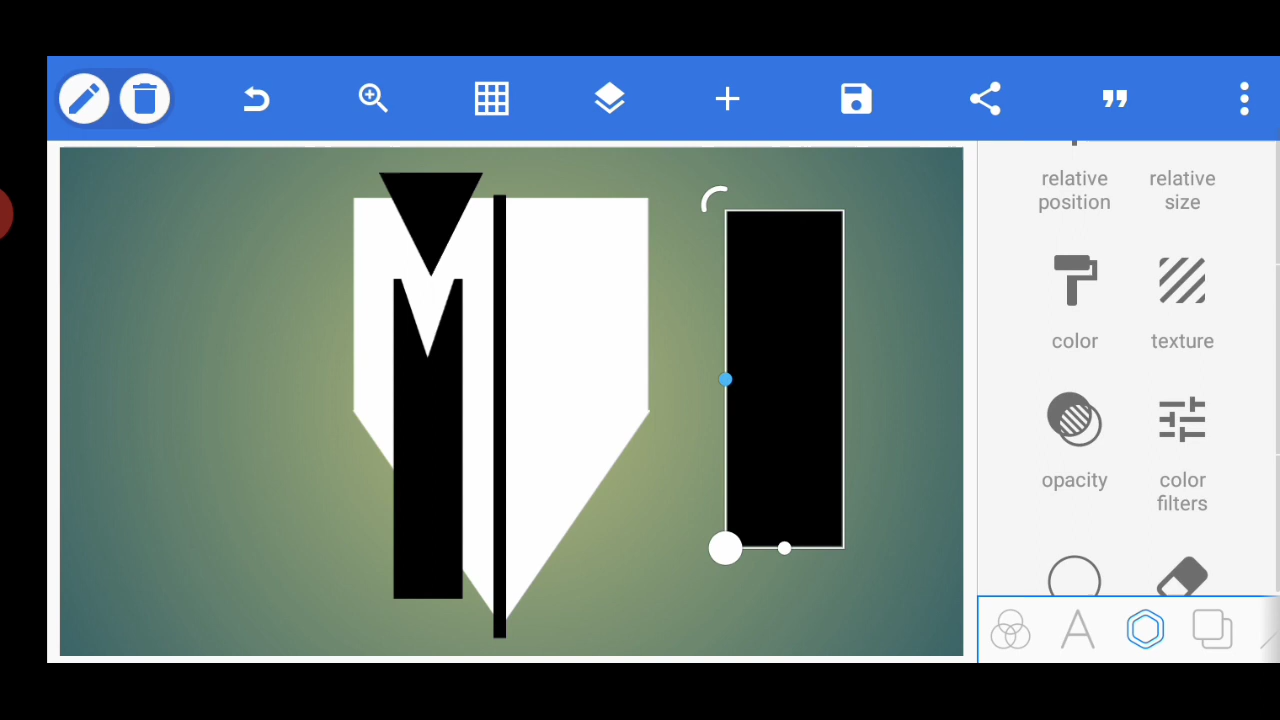 relative relative
position size
color texture
opacity color
filters